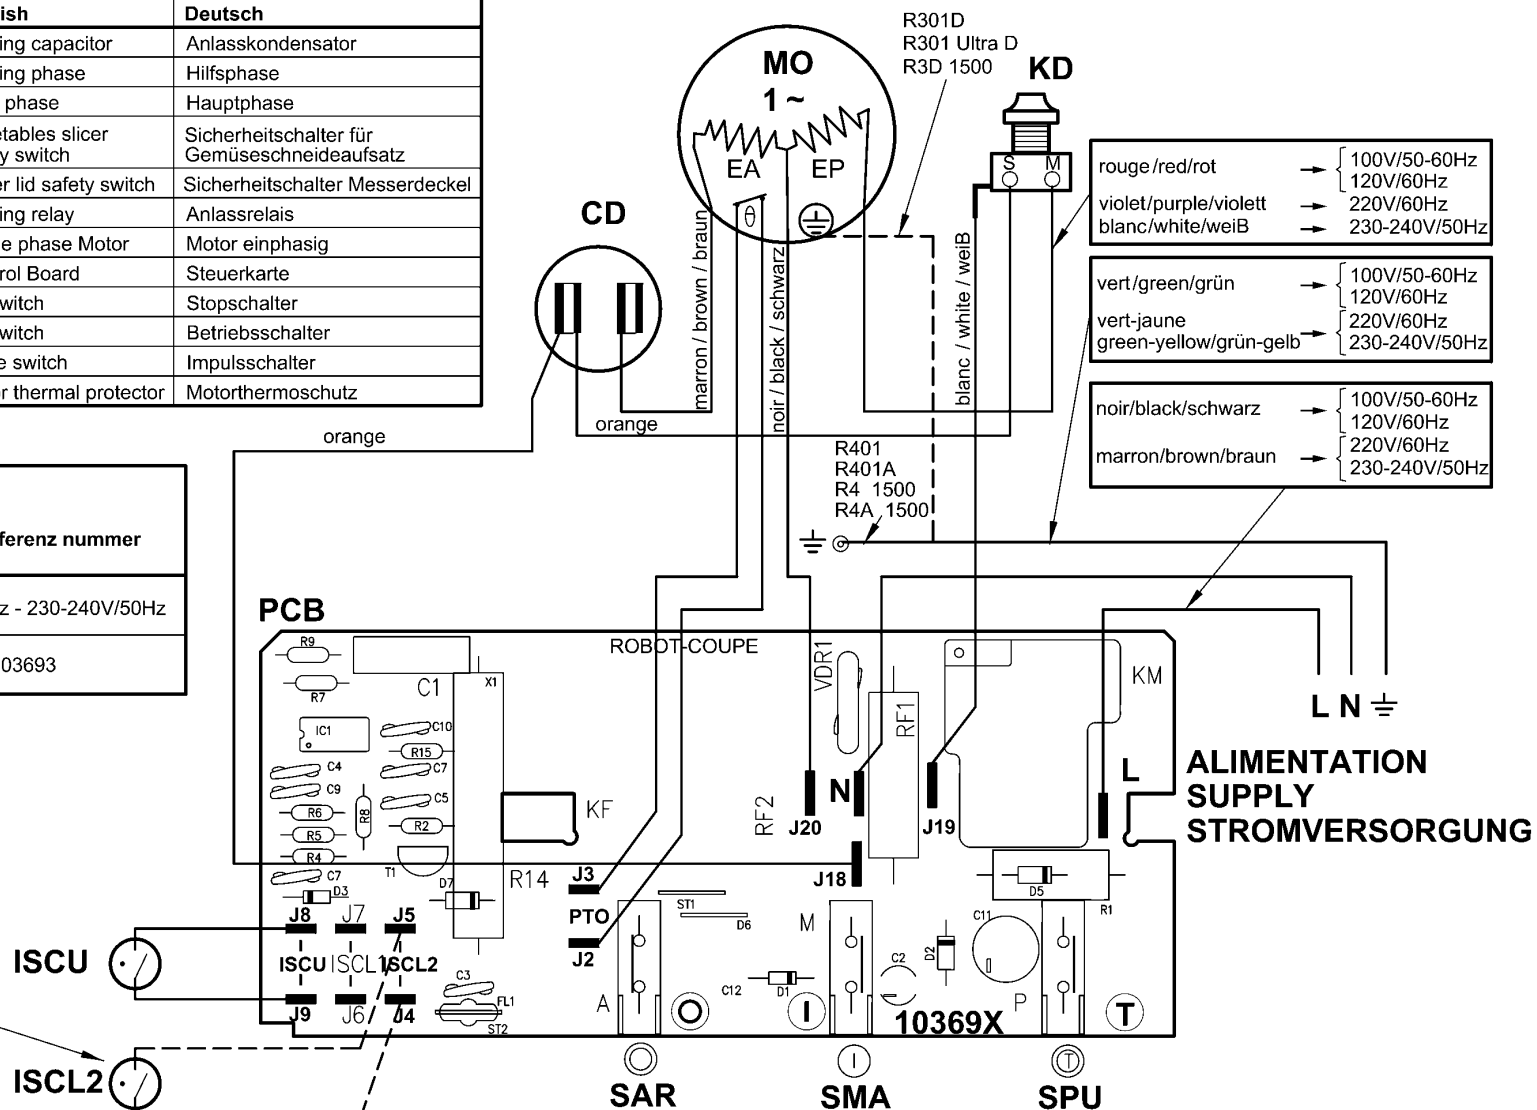 ish Deutsch
ing capacitor Anlasskondensator
ing phase Hilfsphase
phase Hauptphase
etables slicer Sicherheitschalter für
y switch Gemüseschneideaufsatz
er lid safety switch Sicherheitschalter Messerdeckel
ing relay Anlassrelais
e phase Motor Motor einphasig
rol Board Steuerkarte
witch Stopschalter
witch Betriebsschalter
e switch Impulsschalter
r thermal protector Motorthermoschutz
ferenz nummer
z - 230-240V/50Hz
03693
R301D
R301 Ultra D
R3D 1500
MO
1 ~
EA
EP
θ
KD
S M
CD
rouge/red/rot
100V/50-60Hz
120V/60Hz
violet/purple/violett 220V/60Hz
blanc/white/weiB 230-240V/50Hz
vert/green/grün
100V/50-60Hz
120V/60Hz
vert-jaune
green-yellow/grün-gelb
220V/60Hz
230-240V/50Hz
noir/black/schwarz
100V/50-60Hz
120V/60Hz
marron/brown/braun
220V/60Hz
230-240V/50Hz
marron / brown / braun
noir / black / schwarz
blanc / white / weiB
orange
orange
R401
R401A
R4 1500
R4A 1500
L N
ALIMENTATION
SUPPLY
STROMVERSORGUNG
PCB
ROBOT-COUPE
R9
R7
C1
X1
IC1
C10
R15
C4
C7
C9
C5
R6
R8
R5
R2
R4
C7
T1
D3
D7
R14
KF
VDR1
RF1
RF2
KM
J20
N
J19
L
J18
J3
PTO
J2
ST1
D6
M
C11
D5
R1
J8 J7 J5
ISCU ISCL1 ISCL2
J9 J6 J4
C3
FL1
ST2
A
O
C12
D1
I
C2
D2
10369X
P
T
ISCU
ISCL2
I
T
SAR
SMA
SPU